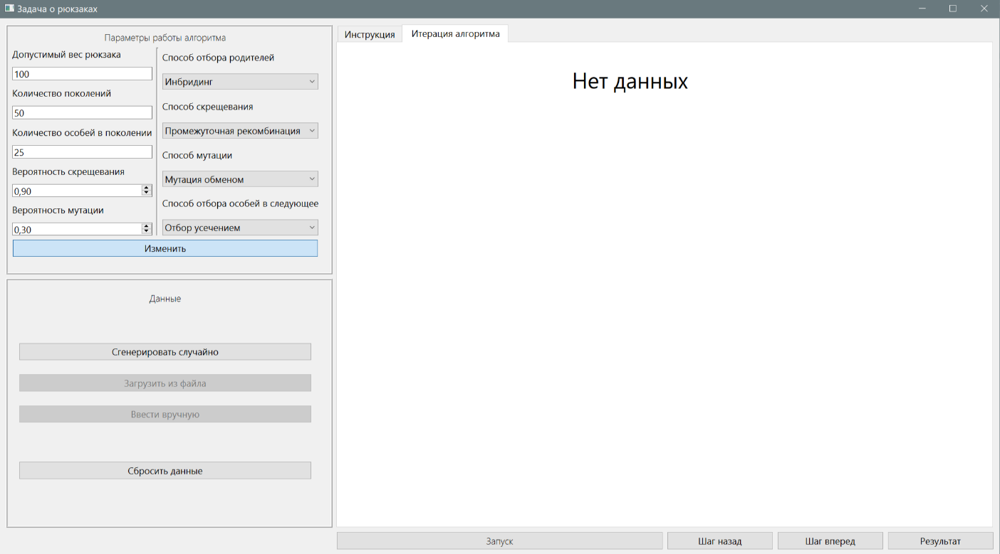 Задача о рюкзаках
Параметры работы алгоритма
Допустимый вес рюкзака
100
Количество поколений
50
Количество особей в поколении
25
Вероятность скрещевания
0,90
Вероятность мутации
0,30
Способ отбора родителей
Инбридинг
Способ скрещевания
Промежуточная рекомбинация
Способ мутации
Мутация обменом
Способ отбора особей в следующее
Отбор усечением
Изменить
Данные
Сгенерировать случайно
Загрузить из файла
Ввести вручную
Сбросить данные
Инструкция
Итерация алгоритма
Нет данных
Запуск
Шаг назад
Шаг вперед
Результат